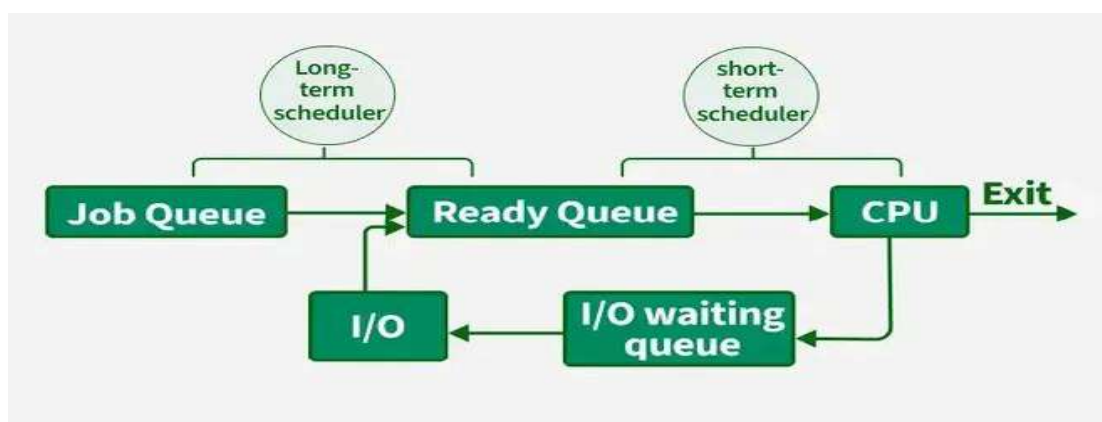 Long-
term
scheduler
short-
term
scheduler
Job Queue
Ready Queue
CPU
Exit
I/O
I/O waiting
queue